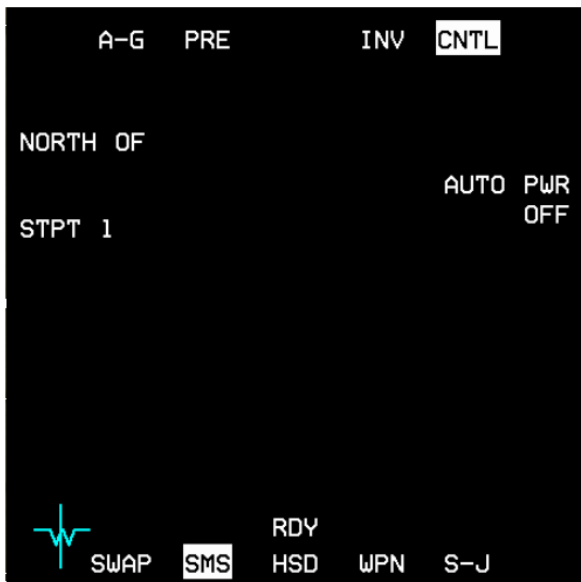 A-G PRE INV CNTL
NORTH OF
AUTO PWR
OFF
STPT 1
RDY
SWAP SMS HSD WPN S-J